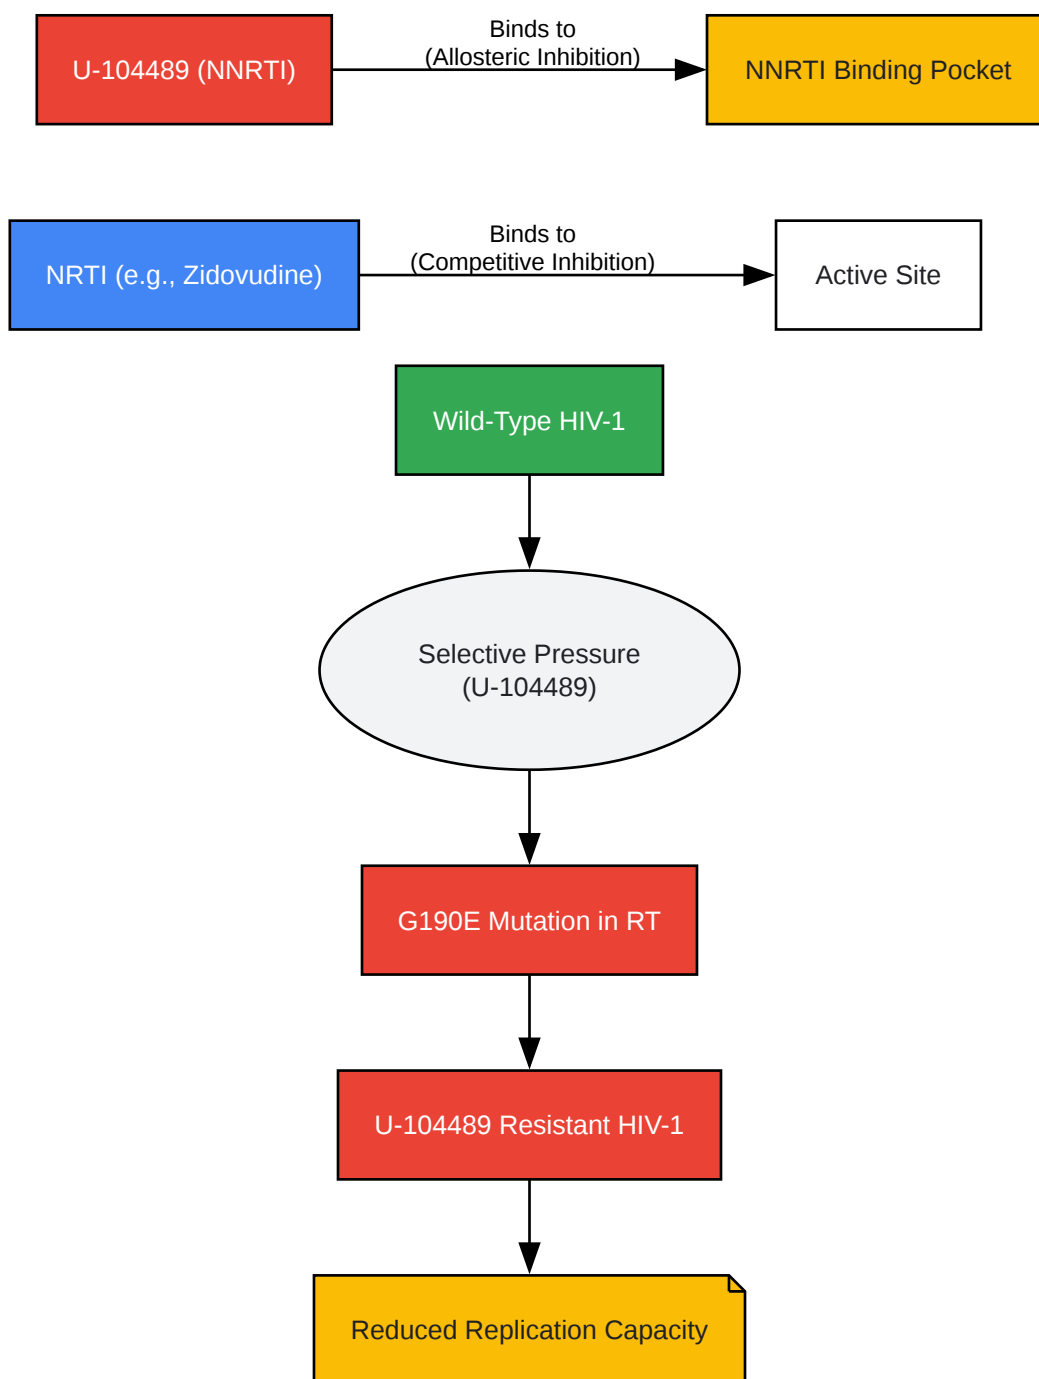 U-104489 (NNRTI)
Binds to
(Allosteric Inhibition)
NNRTI Binding Pocket
NRTI (e.g., Zidovudine)
Binds to
(Competitive Inhibition)
Active Site
Wild-Type HIV-1
Selective Pressure
(U-104489)
G190E Mutation in RT
U-104489 Resistant HIV-1
Reduced Replication Capacity